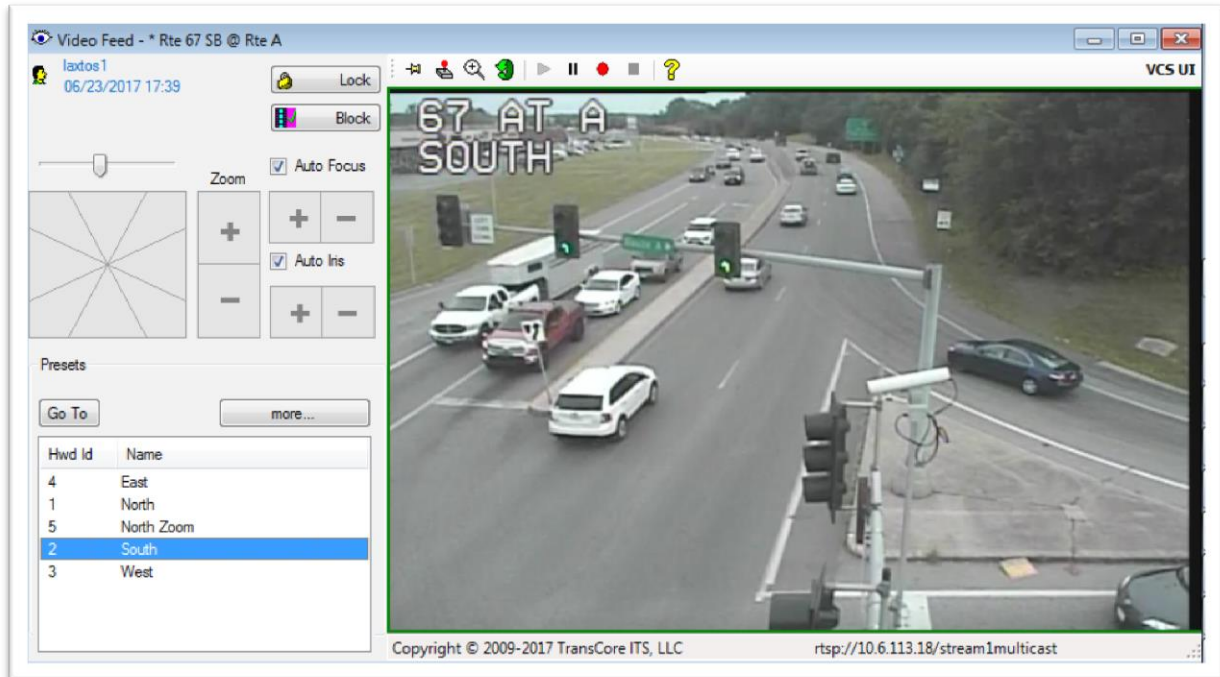 Video Feed - * Rte 67 SB @ Rte A
laxtos1
06/23/2017 17:39
Lock
Block
Zoom
Auto Focus
Auto Iris
Presets
Go To
more...
Hwd Id Name
4 East
1 North
5 North Zoom
2 South
3 West
VCS UI
67 AT A
SOUTH
Copyright © 2009-2017 TransCore ITS, LLC
rtsp://10.6.113.18/stream1multicast